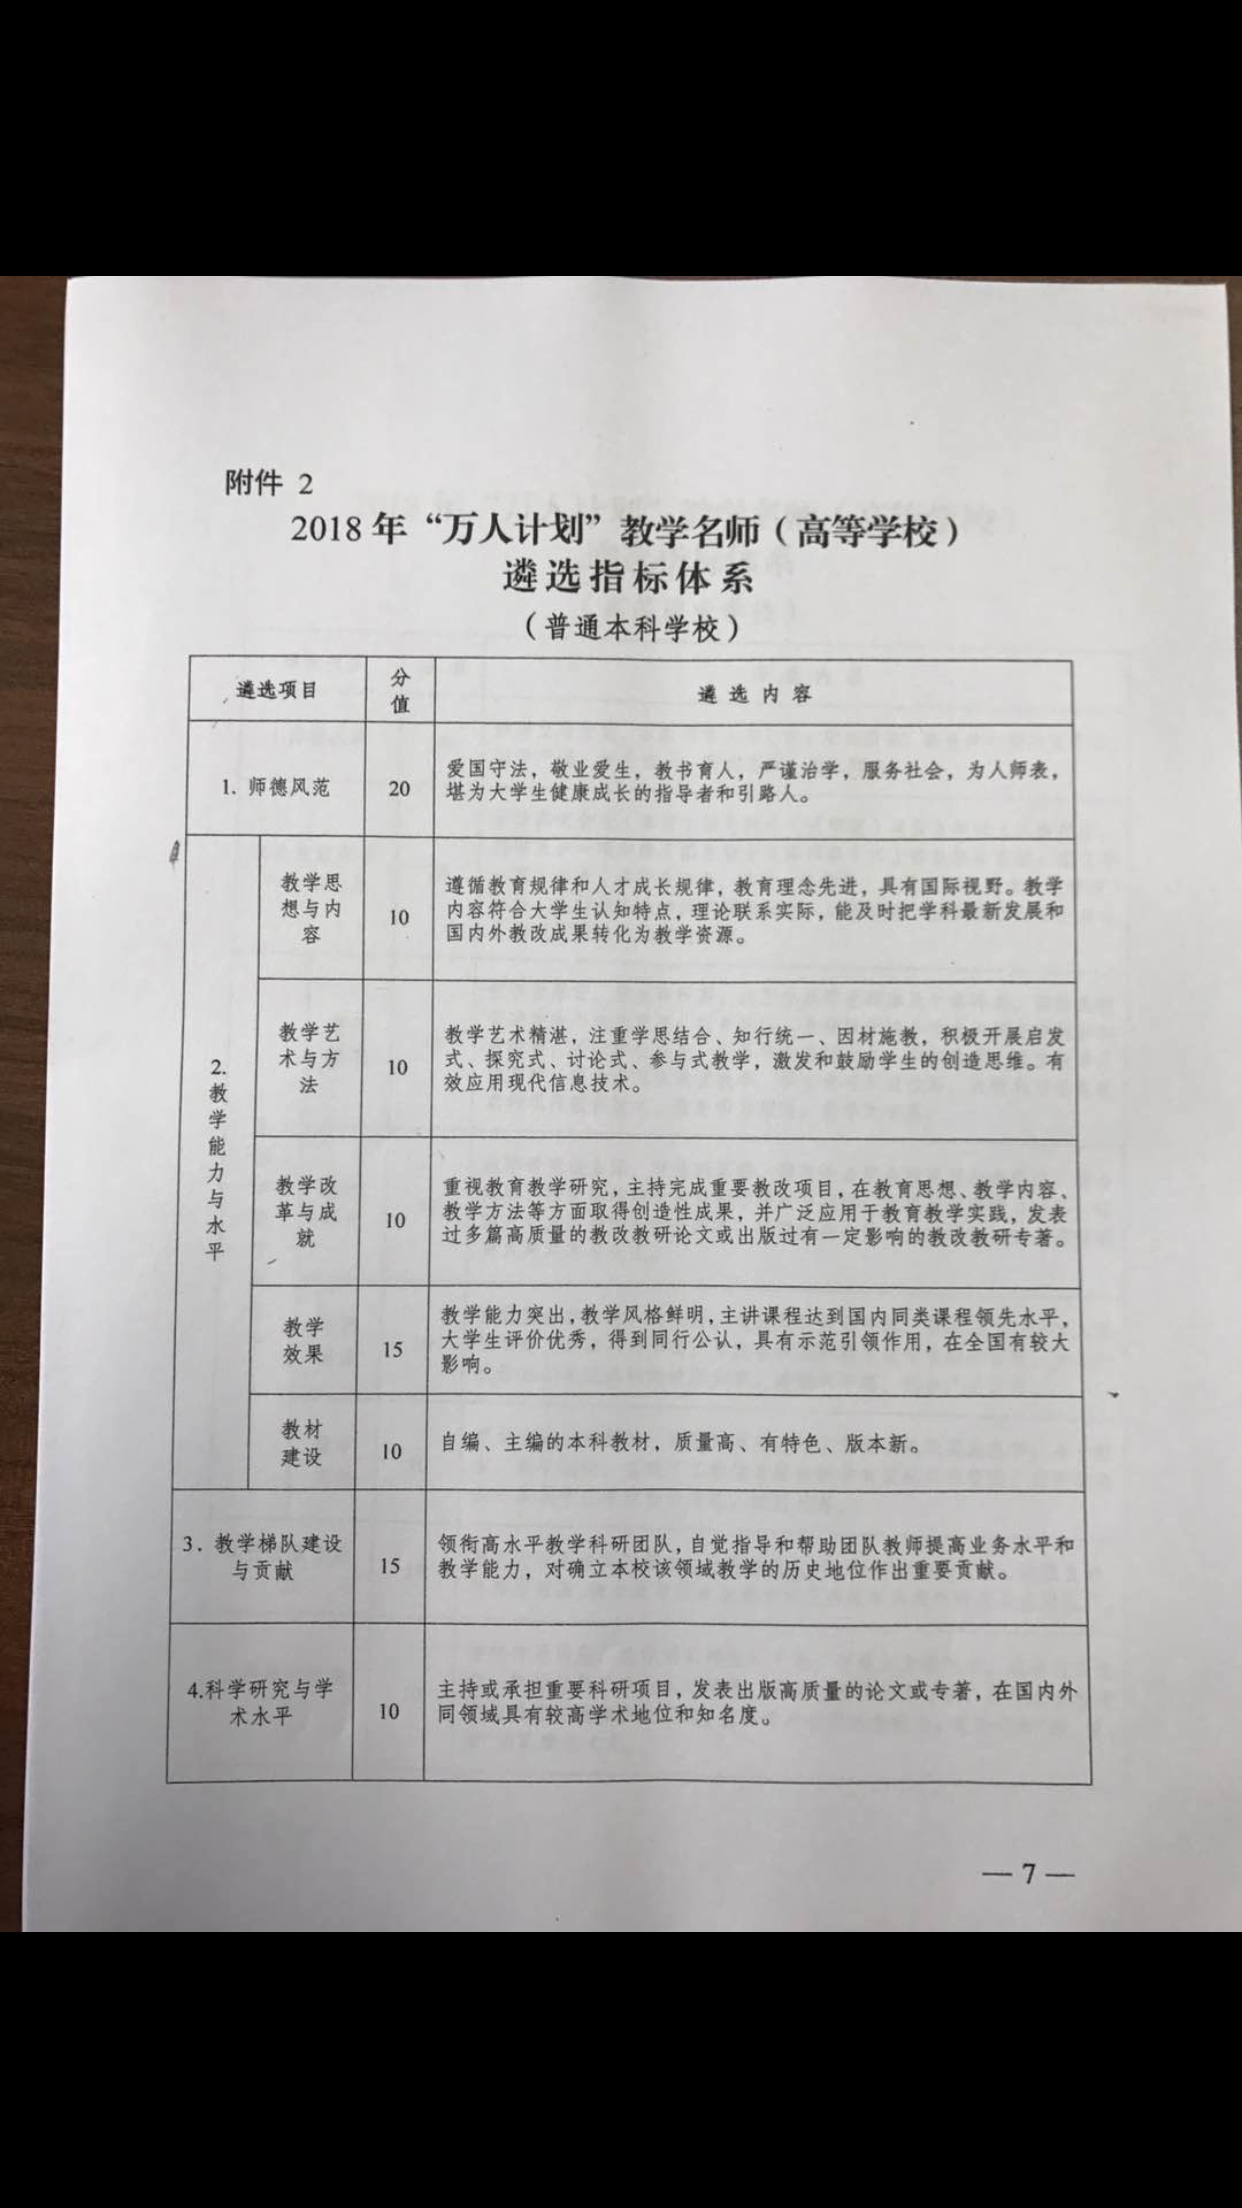 附件 2
2018 年“万人计划”教学名师（高等学校）
遴选指标体系
（普通本科学校）
遴选项目
分
值
遴 选 内 容
1. 师德风范
20
爱国守法，敬业爱生，教书育人，严谨治学，服务社会，为人师表，
堪为大学生健康成长的指导者和引路人。
2.
教
学
能
力
与
水
平
教学思
想与内
容
10
遵循教育规律和人才成长规律，教育理念先进，具有国际视野。教学
内容符合大学生认知特点，理论联系实际，能及时把学科最新发展和
国内外教改成果转化为教学资源。
教学艺
术与方
法
10
教学艺术精湛，注重学思结合、知行统一、因材施教，积极开展启发
式、探究式、讨论式、参与式教学，激发和鼓励学生的创造思维。有
效应用现代信息技术。
教学改
革与成
就
10
重视教育教学研究，主持完成重要教改项目，在教育思想、教学内容、
教学方法等方面取得创造性成果，并广泛应用于教育教学实践，发表
过多篇高质量的教改教研论文或出版过有一定影响的教改教研专著。
教学
效果
15
教学能力突出，教学风格鲜明，主讲课程达到国内同类课程领先水平，
大学生评价优秀，得到同行公认，具有示范引领作用，在全国有较大
影响。
教材
建设
10
自编、主编的本科教材，质量高、有特色、版本新。
3. 教学梯队建设
与贡献
15
领衔高水平教学科研团队，自觉指导和帮助团队教师提高业务水平和
教学能力，对确立本校该领域教学的历史地位作出重要贡献。
4.科学研究与学
术水平
10
主持或承担重要科研项目，发表出版高质量的论文或专著，在国内外
同领域具有较高学术地位和知名度。
— 7 —